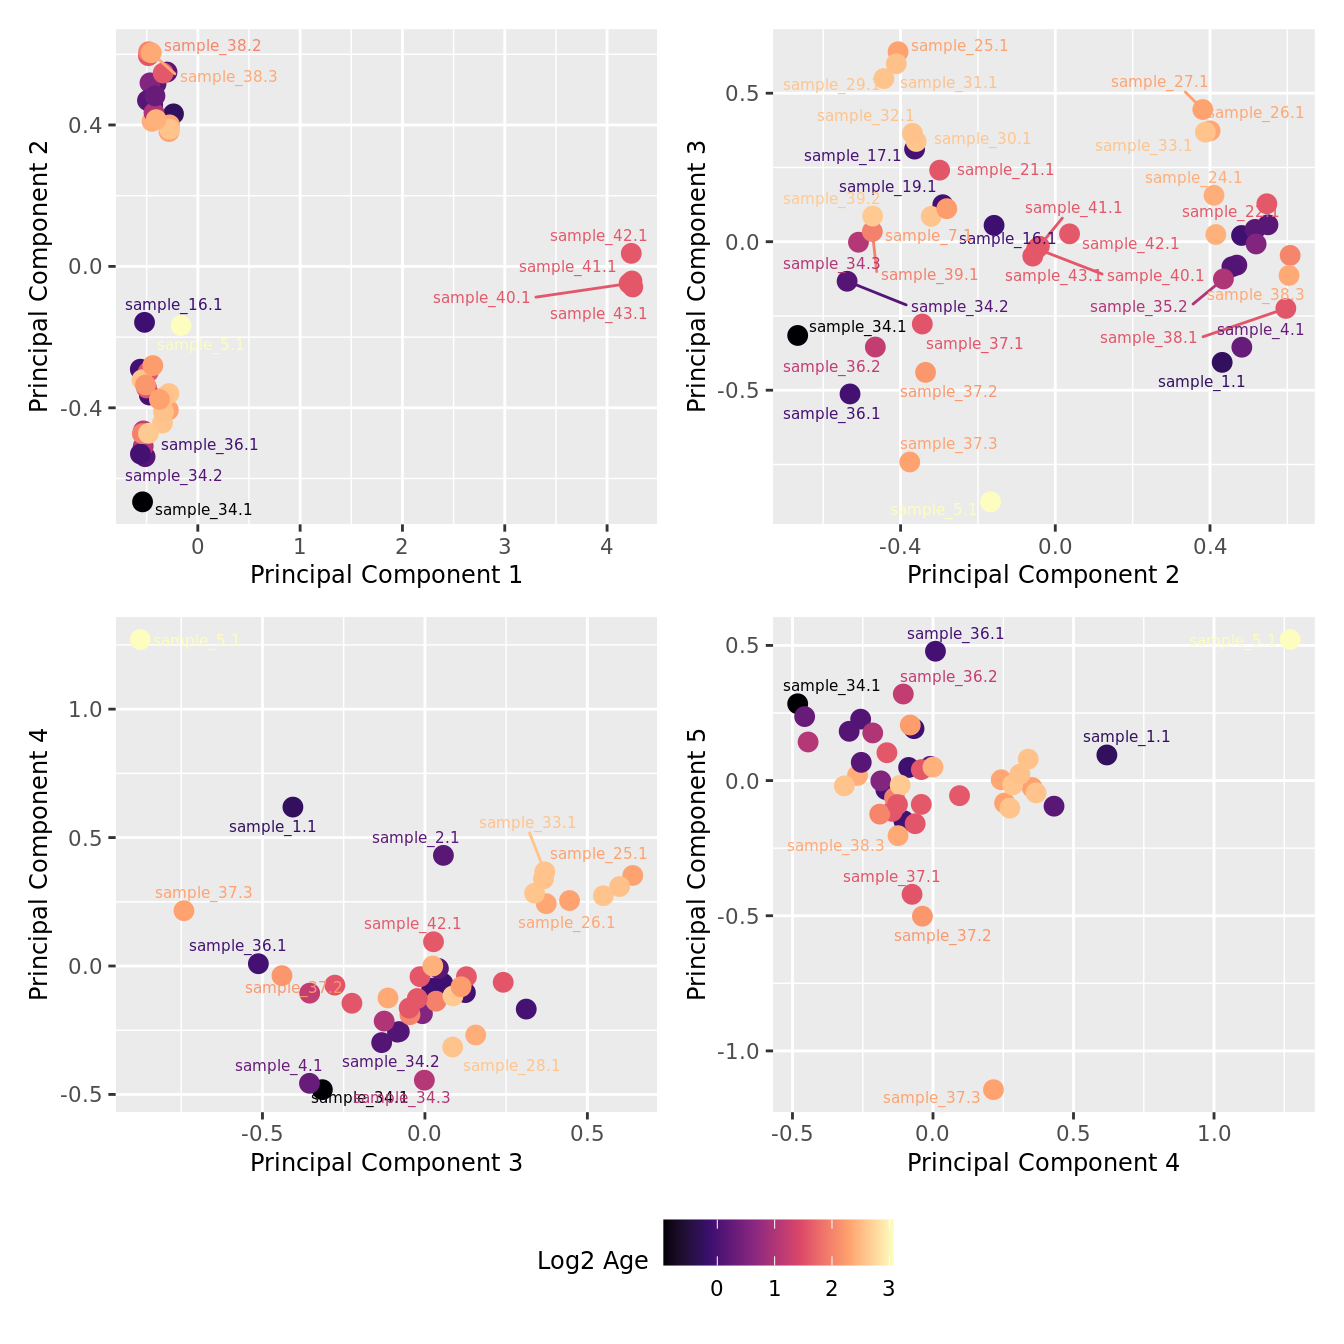 sample_38.2
sample_38.3
sample_42.1
sample_41.1
sample_40.1
sample_43.1
sample_16.1
sample_5.1
sample_36.1
sample_34.2
sample_34.1
0.4
0.0
-0.4
0
1
2
3
4
Principal Component 1
Principal Component 2
sample_25.1
sample_29.1
sample_31.1
sample_27.1
sample_26.1
sample_32.1
sample_30.1
sample_33.1
sample_17.1
sample_21.1
sample_24.1
sample_19.1
sample_39.2
sample_41.1
sample_22.1
sample_7.1
sample_16.1
sample_42.1
sample_34.3
sample_39.1
sample_43.1
sample_40.1
sample_38.3
sample_34.2
sample_35.2
sample_34.1
sample_4.1
sample_37.1
sample_38.1
sample_36.2
sample_1.1
sample_37.2
sample_36.1
sample_37.3
sample_5.1
0.5
0.0
-0.5
-0.4
0.0
0.4
Principal Component 2
Principal Component 3
sample_5.1
sample_1.1
sample_33.1
sample_2.1
sample_25.1
sample_37.3
sample_42.1
sample_26.1
sample_36.1
sample_37.2
sample_4.1
sample_34.2
sample_28.1
sample_34.1
sample_34.3
1.0
0.5
0.0
-0.5
-0.5
0.0
0.5
Principal Component 3
Principal Component 4
sample_36.1
sample_5.1
sample_36.2
sample_34.1
sample_1.1
sample_38.3
sample_37.1
sample_37.2
sample_37.3
0.5
0.0
-0.5
-1.0
-0.5
0.0
0.5
1.0
Principal Component 4
Principal Component 5
Log2 Age
0
1
2
3